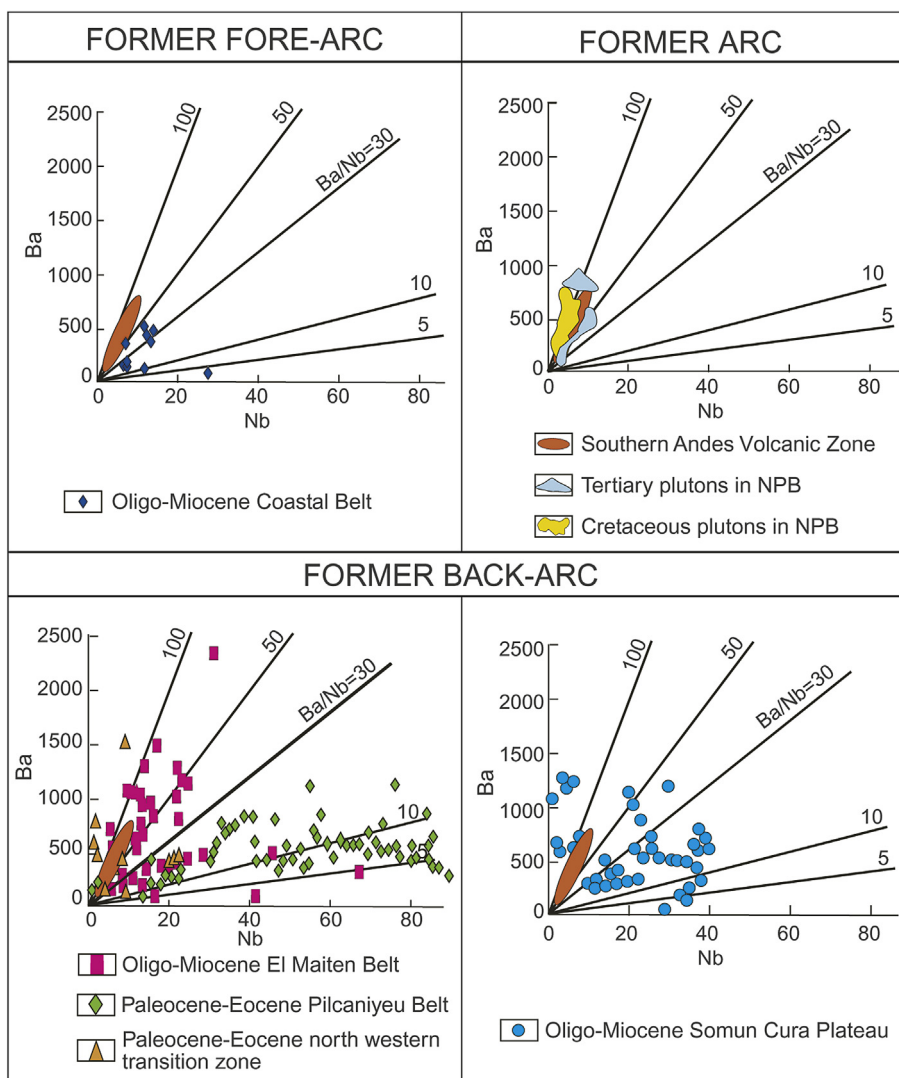 FORMER FORE-ARC
2500
2000
1500
1000
500
0
Ba
100
50
Ba/Nb=30
10
5
0
20
40
60
80
Nb
Oligo-Miocene Coastal Belt
FORMER ARC
2500
2000
1500
1000
500
0
Ba
100
50
Ba/Nb=30
10
5
0
20
40
60
80
Nb
Southern Andes Volcanic Zone
Tertiary plutons in NPB
Cretaceous plutons in NPB
FORMER BACK-ARC
2500
2000
1500
1000
500
0
Ba
100
50
Ba/Nb=30
10
5
0
20
40
60
80
Nb
Oligo-Miocene El Maiten Belt
Paleocene-Eocene Pilcaniyeu Belt
Paleocene-Eocene north western
transition zone
2500
2000
1500
1000
500
0
Ba
100
50
Ba/Nb=30
10
5
0
20
40
60
80
Nb
Oligo-Miocene Somun Cura Plateau